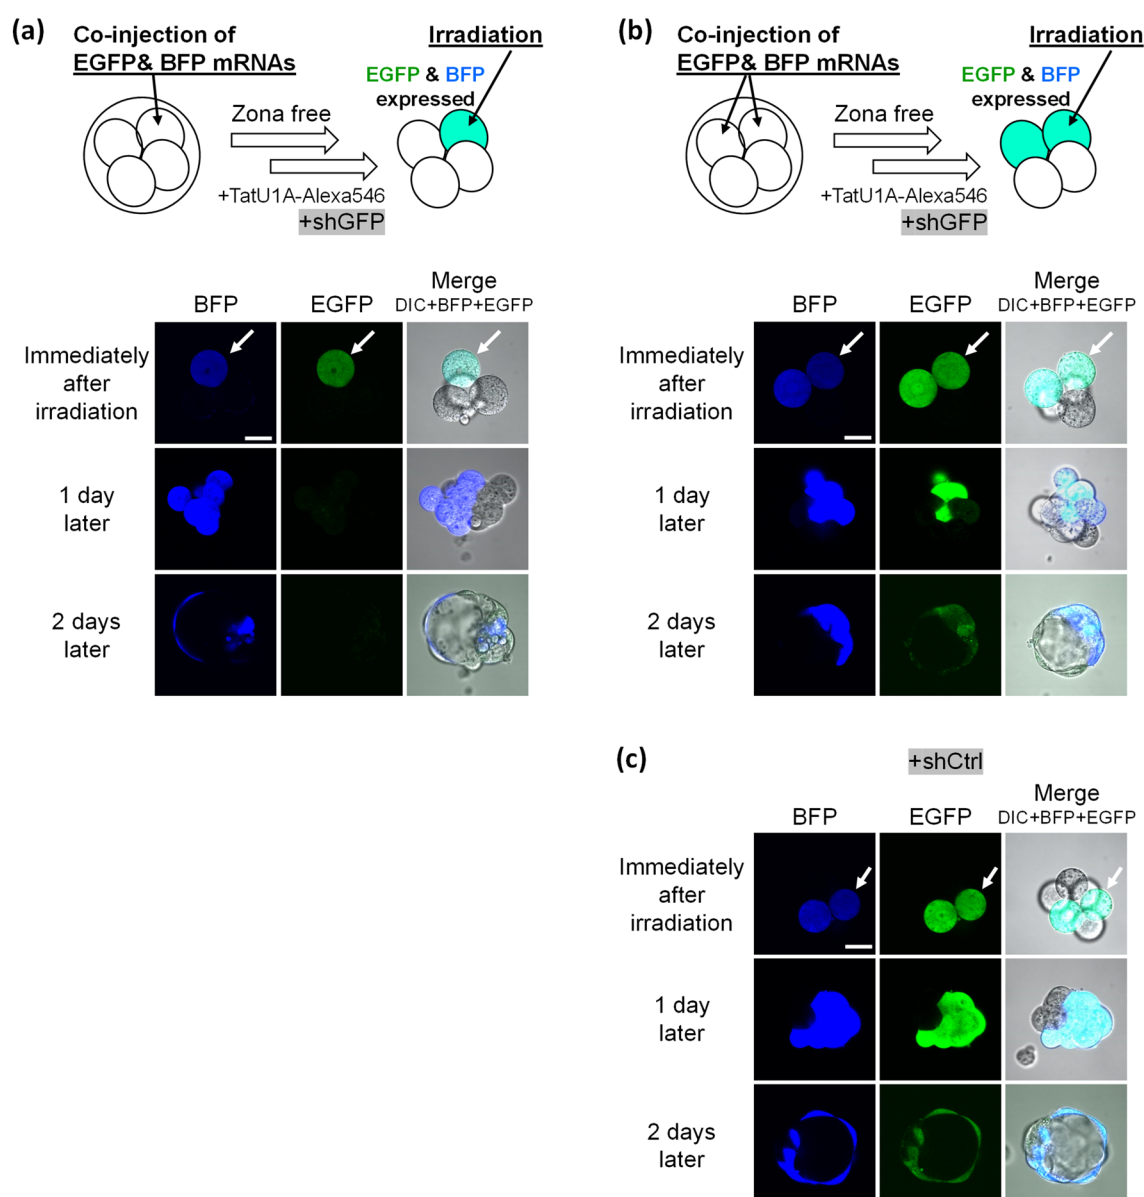 (a)
Co-injection of
EGFP& BFP mRNAs
Irradiation
EGFP & BFP
expressed
Zona free
+TatU1A-Alexa546
+shGFP
BFP
EGFP
Merge
DIC+BFP+EGFP
Immediately
after
irradiation
1 day
later
2 days
later
(b)
Co-injection of
EGFP& BFP mRNAs
Irradiation
EGFP & BFP
expressed
Zona free
+TatU1A-Alexa546
+shGFP
BFP
EGFP
Merge
DIC+BFP+EGFP
Immediately
after
irradiation
1 day
later
2 days
later
(c)
+shCtrl
BFP
EGFP
Merge
DIC+BFP+EGFP
Immediately
after
irradiation
1 day
later
2 days
later